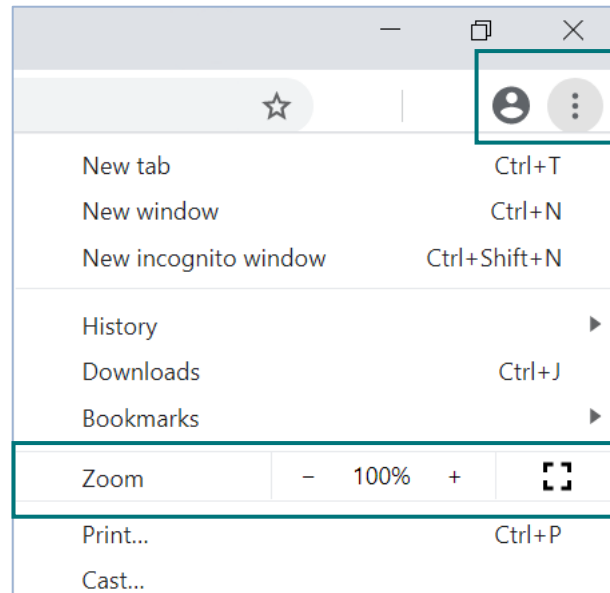 New tab Ctrl+T
New window Ctrl+N
New incognito window Ctrl+Shift+N
History
Downloads Ctrl+J
Bookmarks
Zoom - 100% +
Print... Ctrl+P
Cast...